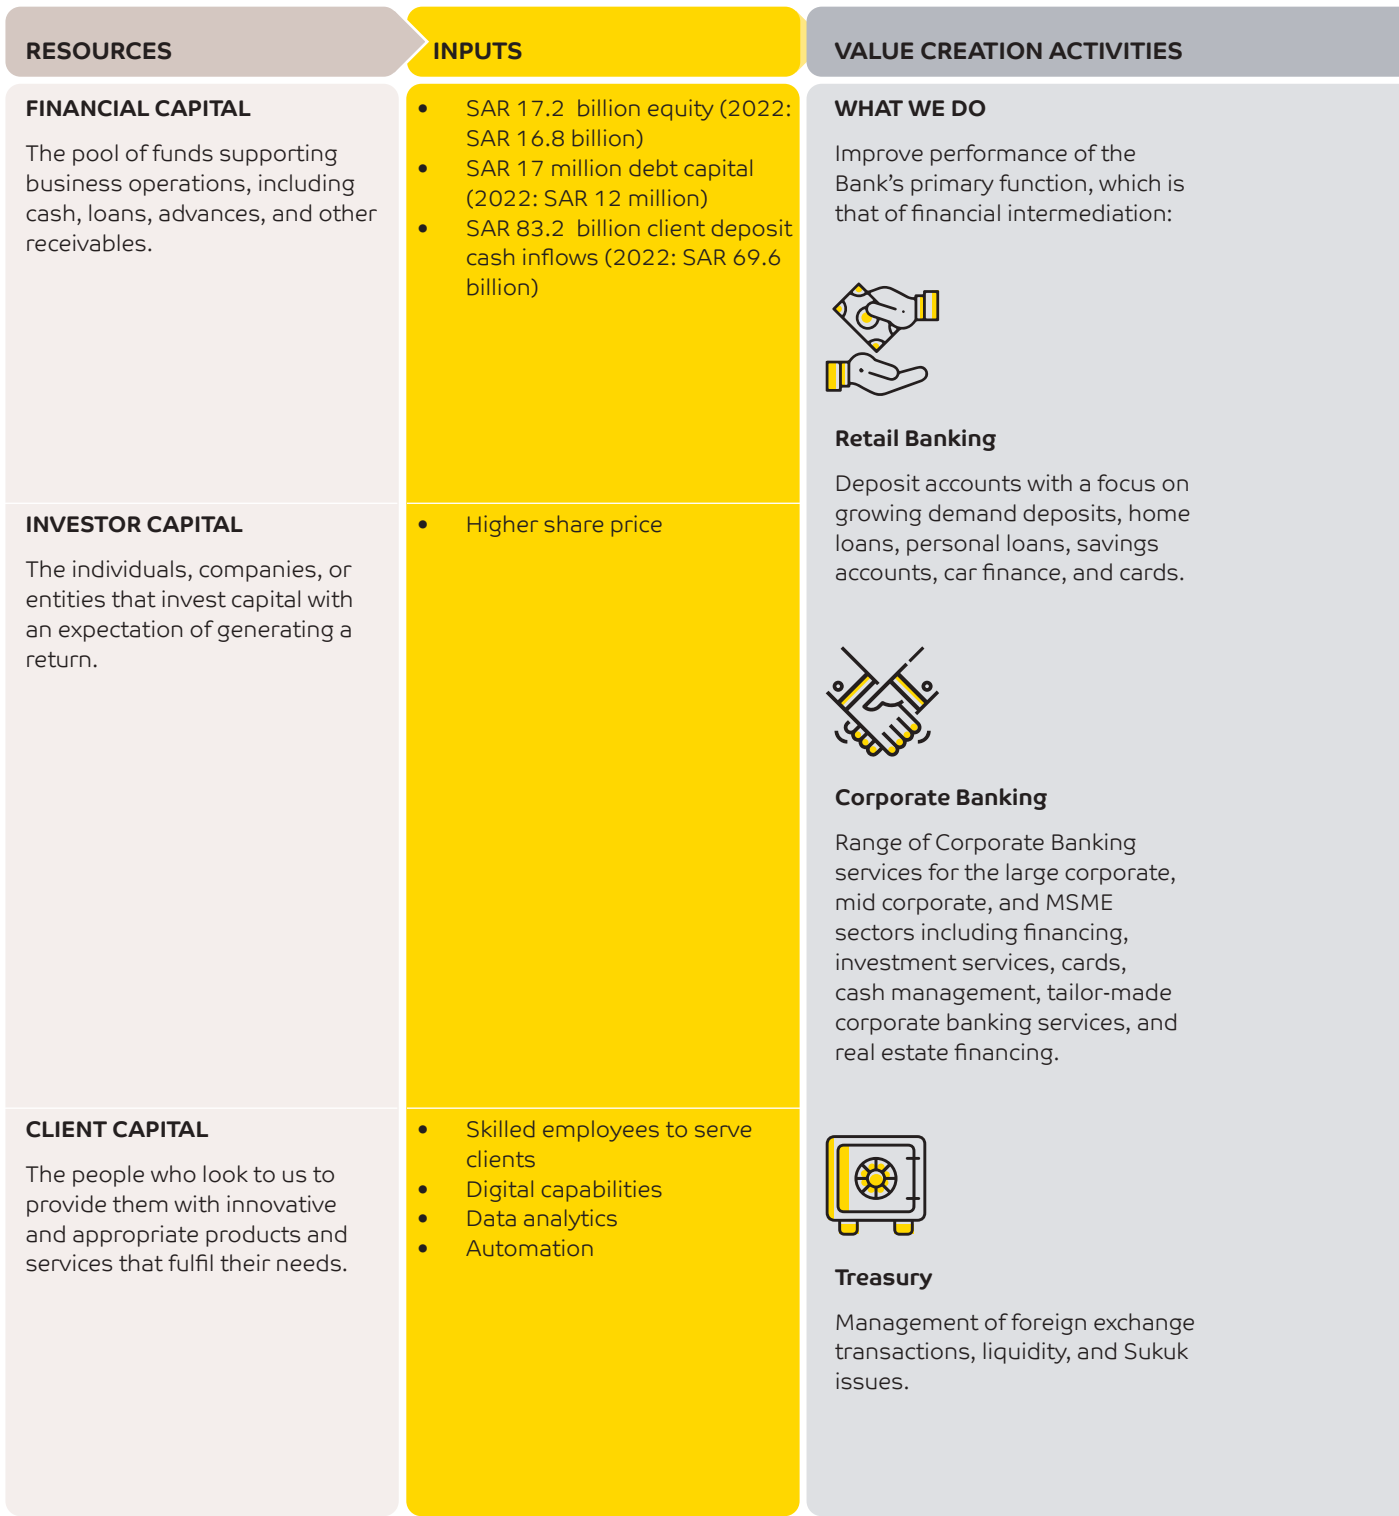 RESOURCES
INPUTS
VALUE CREATION ACTIVITIES
FINANCIAL CAPITAL
The pool of funds supporting
business operations, including
cash, loans, advances, and other
receivables.
• SAR 17.2 billion equity (2022:
SAR 16.8 billion)
• SAR 17 million debt capital
(2022: SAR 12 million)
• SAR 83.2 billion client deposit
cash inflows (2022: SAR 69.6
billion)
INVESTOR CAPITAL
The individuals, companies, or
entities that invest capital with
an expectation of generating a
return.
• Higher share price
CLIENT CAPITAL
The people who look to us to
provide them with innovative
and appropriate products and
services that fulfil their needs.
• Skilled employees to serve
clients
• Digital capabilities
• Data analytics
• Automation
WHAT WE DO
Improve performance of the
Bank's primary function, which is
that of financial intermediation:
Retail Banking
Deposit accounts with a focus on
growing demand deposits, home
loans, personal loans, savings
accounts, car finance, and cards.
Corporate Banking
Range of Corporate Banking
services for the large corporate,
mid corporate, and MSME
sectors including financing,
investment services, cards,
cash management, tailor-made
corporate banking services, and
real estate financing.
Treasury
Management of foreign exchange
transactions, liquidity, and Sukuk
issues.